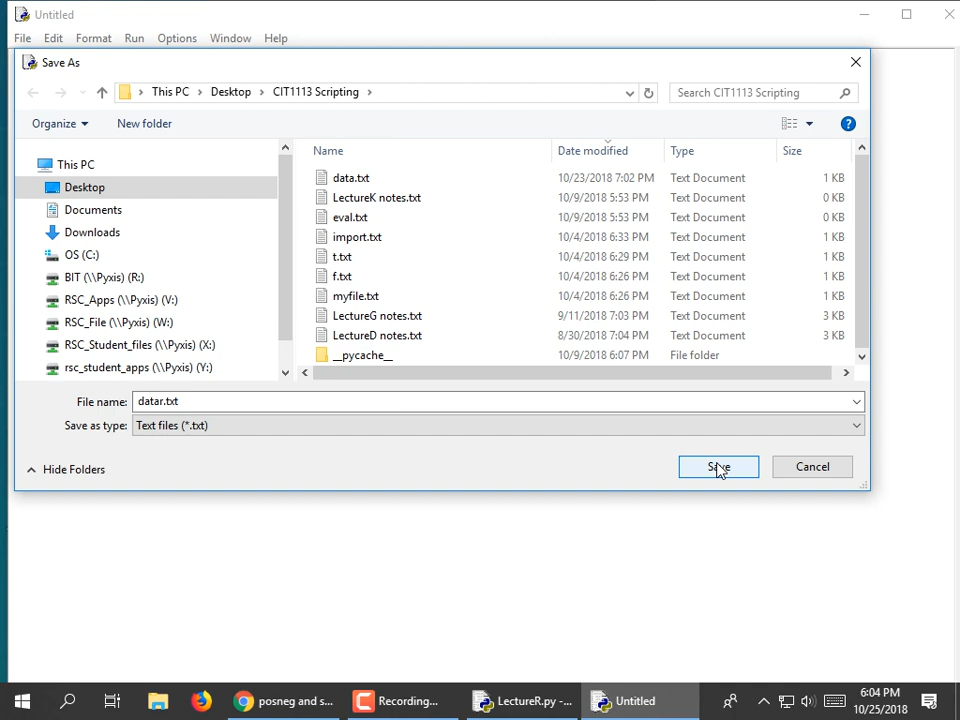 Untitled
File Edit Format Run Options Window Help
Save As
This PC Desktop CIT1113 Scripting
Search CIT1113 Scripting
Organize New folder
Name Date modified Type Size
This PC
Desktop
Documents
Downloads
OS (C:)
BIT (\\Pyxis) (R:)
RSC_Apps (\\Pyxis) (V:)
RSC_File (\\Pyxis) (W:)
RSC_Student_files (\\Pyxis) (X:)
rsc_student_apps (\\Pyxis) (Y:)
data.txt 10/23/2018 7:02 PM Text Document 1 KB
LectureK notes.txt 10/9/2018 5:53 PM Text Document 0 KB
eval.txt 10/9/2018 5:53 PM Text Document 0 KB
import.txt 10/4/2018 6:33 PM Text Document 1 KB
t.txt 10/4/2018 6:29 PM Text Document 1 KB
f.txt 10/4/2018 6:26 PM Text Document 1 KB
myfile.txt 10/4/2018 6:26 PM Text Document 1 KB
LectureG notes.txt 9/11/2018 7:03 PM Text Document 3 KB
LectureD notes.txt 8/30/2018 7:04 PM Text Document 3 KB
__pycache__ 10/9/2018 6:07 PM File folder
File name: datar.txt
Save as type: Text files (*.txt)
Hide Folders
Save Cancel
posneg and s...
Recording...
LectureR.py -...
Untitled
6:04 PM
10/25/2018